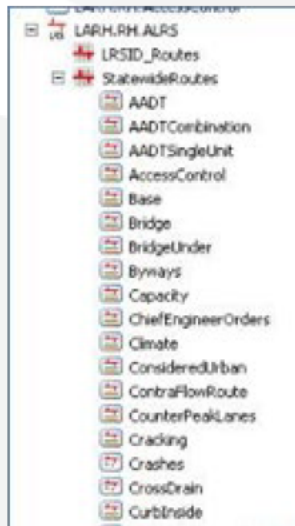 LARH.RH.ALRS
LRSID_Routes
StatewideRoutes
AADT
AADTCombination
AADTSingleUnit
AccessControl
Base
Bridge
BridgeUnder
Byways
Capacity
ChiefEngineerOrders
Climate
ConsideredUrban
ContraFlowRoute
CounterPeakLanes
Cracking
Crashes
CrossDrain
CurbInside